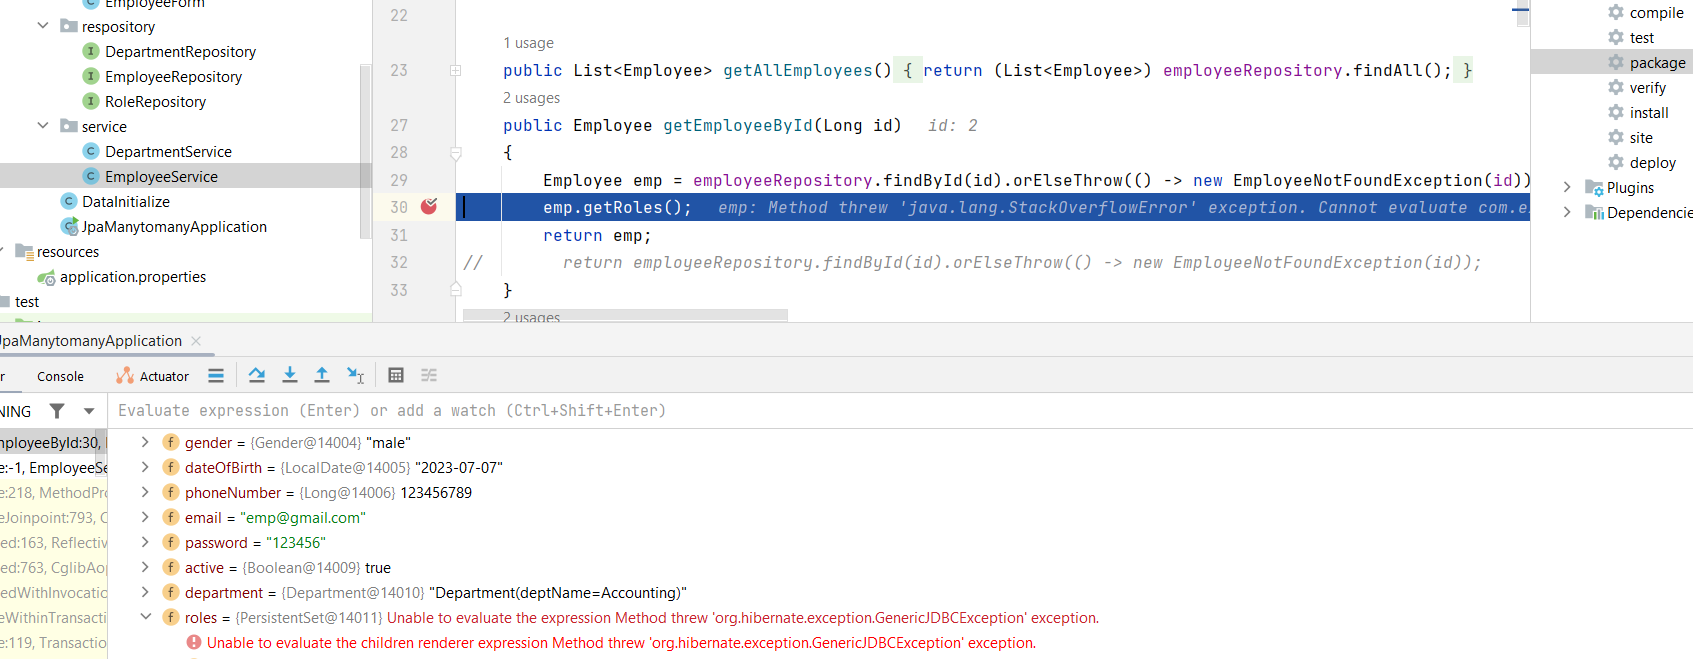 EmployeeForm
respository
DepartmentRepository
EmployeeRepository
RoleRepository
service
DepartmentService
EmployeeService
DataInitialize
JpaManytomanyApplication
resources
application.properties
test
22
1 usage
23 public List<Employee> getAllEmployees() { return (List<Employee>) employeeRepository.findAll(); }
2 usages
27 public Employee getEmployeeById(Long id) id: 2
28 {
29 Employee emp = employeeRepository.findById(id).orElseThrow(() -> new EmployeeNotFoundException(id))
30 emp.getRoles(); emp: Method threw 'java.lang.StackOverflowError' exception. Cannot evaluate com.e
31 return emp;
32 // return employeeRepository.findById(id).orElseThrow(() -> new EmployeeNotFoundException(id));
33 }
2 usages
compile
test
package
verify
install
site
deploy
Plugins
Dependencie
JpaManytomanyApplication
r Console Actuator
NING Evaluate expression (Enter) or add a watch (Ctrl+Shift+Enter)
mployeeById:30,
e:-1, EmployeeSe
e:218, MethodPro
eJoinpoint:793, C
ed:163, Reflectiv
ed:763, CglibAop
edWithInvocatio
eWithinTransacti
e:119, Transactio
gender = {Gender@14004} "male"
dateOfBirth = {LocalDate@14005} "2023-07-07"
phoneNumber = {Long@14006} 123456789
email = "emp@gmail.com"
password = "123456"
active = {Boolean@14009} true
department = {Department@14010} "Department(deptName=Accounting)"
roles = {PersistentSet@14011} Unable to evaluate the expression Method threw 'org.hibernate.exception.GenericJDBCException' exception.
Unable to evaluate the children renderer expression Method threw 'org.hibernate.exception.GenericJDBCException' exception.